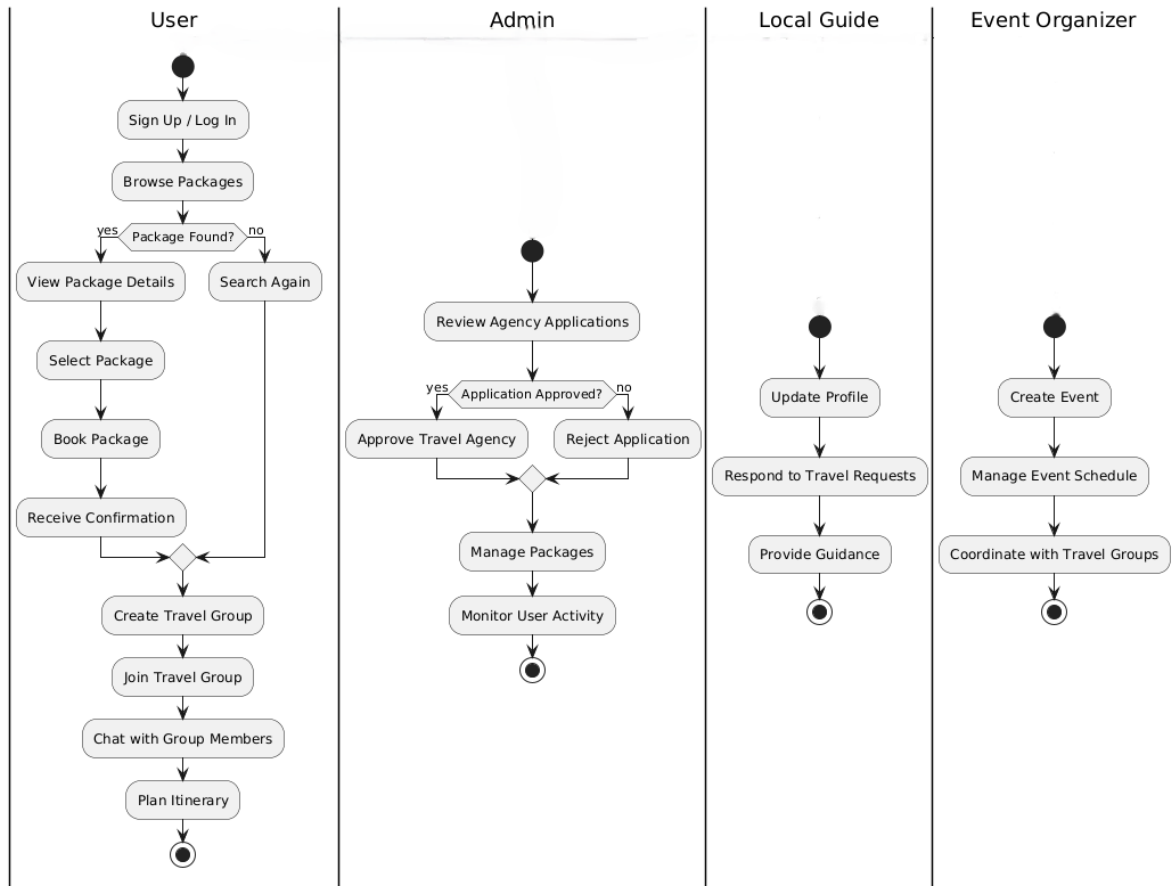 User
Admin
Local Guide
Event Organizer
Sign Up / Log In
Browse Packages
yes
Package Found?
no
View Package Details
Search Again
Select Package
Book Package
Receive Confirmation
Create Travel Group
Join Travel Group
Chat with Group Members
Plan Itinerary
Review Agency Applications
yes
Application Approved?
no
Approve Travel Agency
Reject Application
Manage Packages
Monitor User Activity
Update Profile
Respond to Travel Requests
Provide Guidance
Create Event
Manage Event Schedule
Coordinate with Travel Groups